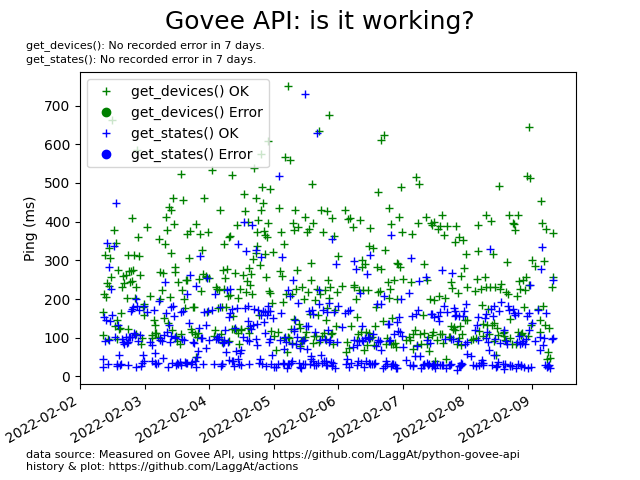 Govee API: is it working?
get_devices(): No recorded error in 7 days.
get_states(): No recorded error in 7 days.
get_devices() OK
get_devices() Error
get_states() OK
get_states() Error
Ping (ms)
700
600
500
400
300
200
100
0
2022-02-02
2022-02-03
2022-02-04
2022-02-05
2022-02-06
2022-02-07
2022-02-08
2022-02-09
data source: Measured on Govee API, using https://github.com/LaggAt/python-govee-api
history & plot: https://github.com/LaggAt/actions